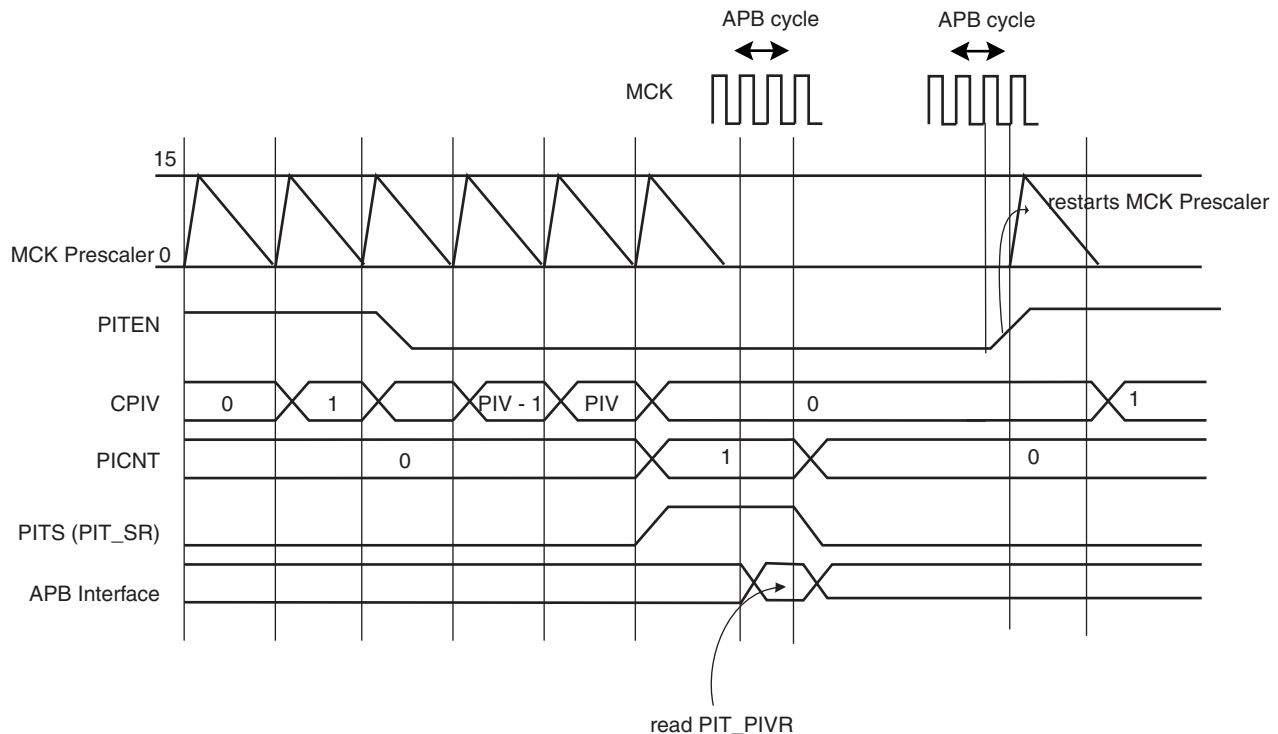 APB cycle
APB cycle
MCK
15
restarts MCK Prescaler
MCK Prescaler 0
PITEN
CPIV
0
1
PIV - 1
PIV
0
1
PICNT
0
1
0
PITS (PIT_SR)
APB Interface
read PIT_PIVR